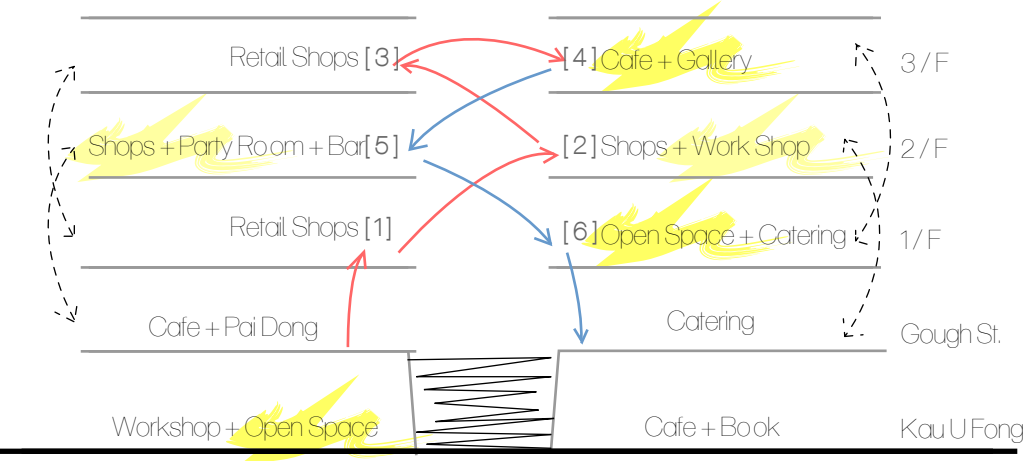 Retail Shops [3] [4] Cafe + Gallery 3/F
Shops + Party Room + Bar[5] [2] Shops + Work Shop 2/F
Retail Shops [1] [6] Open Space + Catering 1/F
Cafe + Pai Dong Catering Gough St.
Workshop + Open Space Cafe + Book Kau U Fong